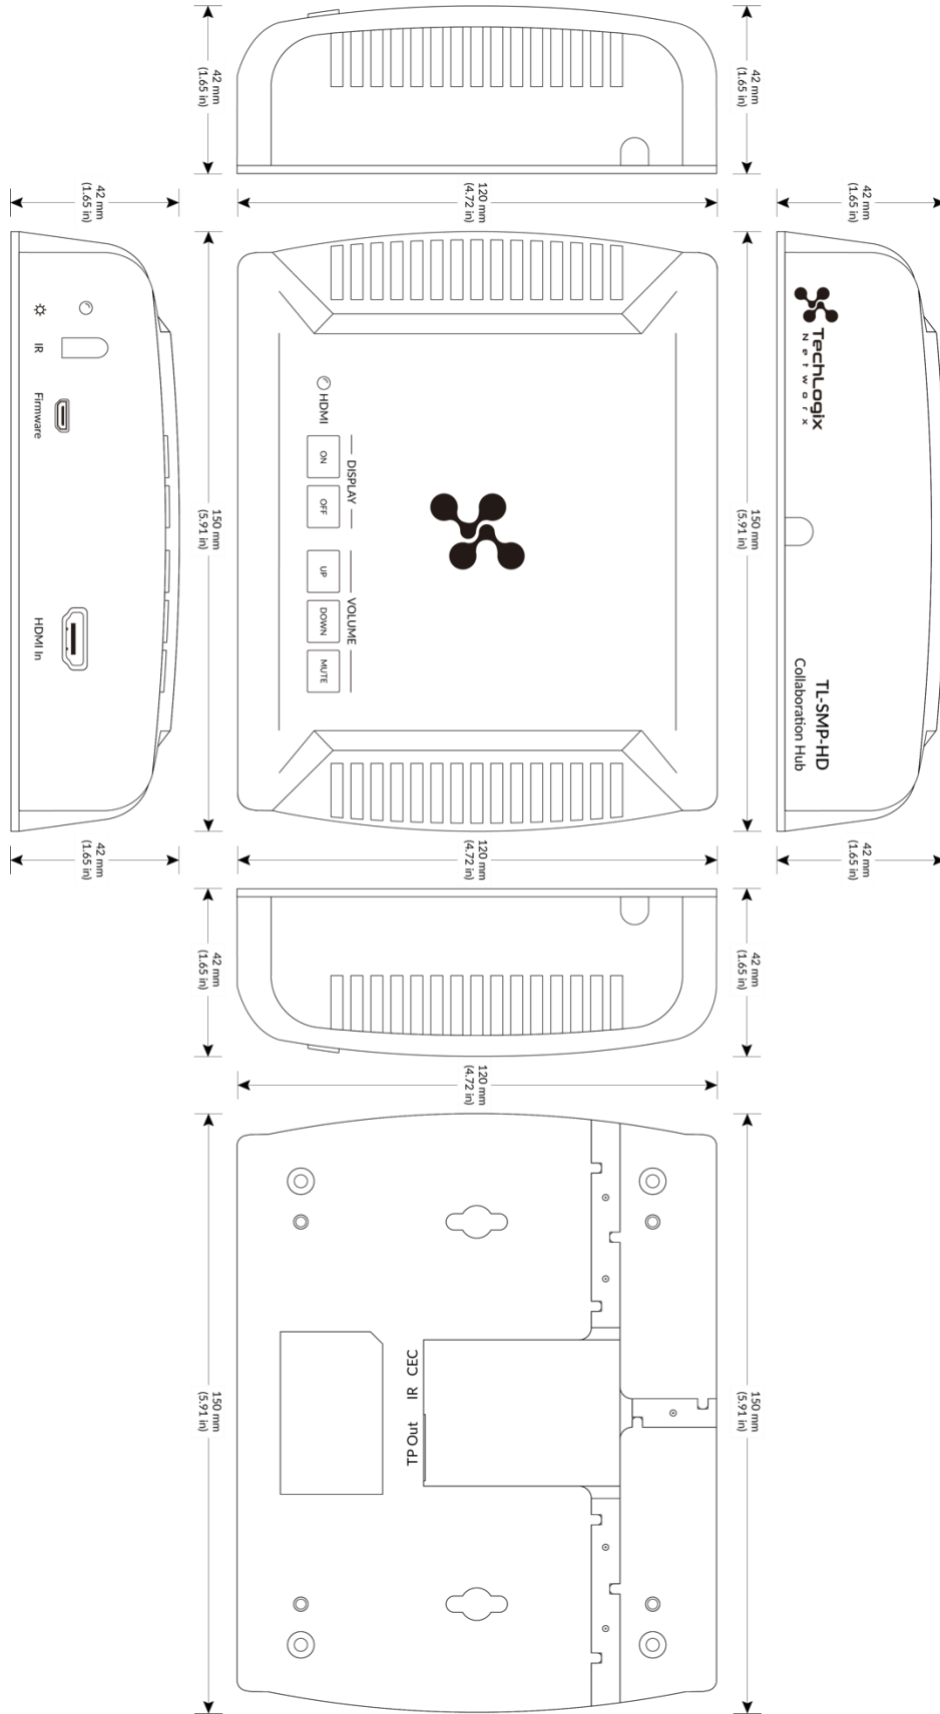 42 mm
(1.65 in)
42 mm
(1.65 in)
42 mm
(1.65 in)
120 mm
(4.72 in)
42 mm
(1.65 in)
TechLogix
Networx
TL-SMP-HD
Collaboration Hub
150 mm
(5.91 in)
HDMI
DISPLAY
ON
OFF
VOLUME
UP
DOWN
MUTE
150 mm
(5.91 in)
IR
Firmware
HDMI In
42 mm
(1.65 in)
120 mm
(4.72 in)
42 mm
(1.65 in)
42 mm
(1.65 in)
42 mm
(1.65 in)
120 mm
(4.72 in)
150 mm
(5.91 in)
TP Out IR CEC
150 mm
(5.91 in)